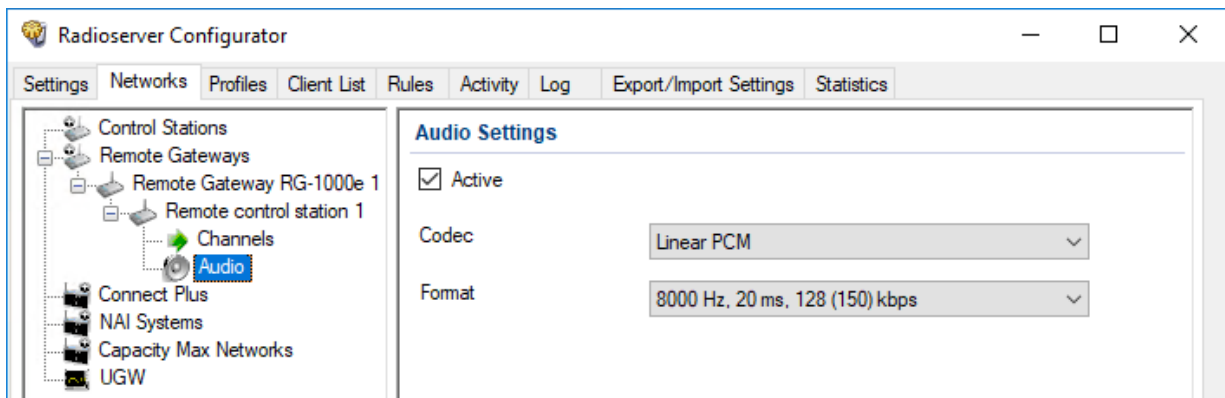 Radioserver Configurator
Settings Networks Profiles Client List Rules Activity Log Export/Import Settings Statistics
Control Stations
Remote Gateways
Remote Gateway RG-1000e 1
Remote control station 1
Channels
Audio
Connect Plus
NAI Systems
Capacity Max Networks
UGW
Audio Settings
Active
Codec Linear PCM
Format 8000 Hz, 20 ms, 128 (150) kbps